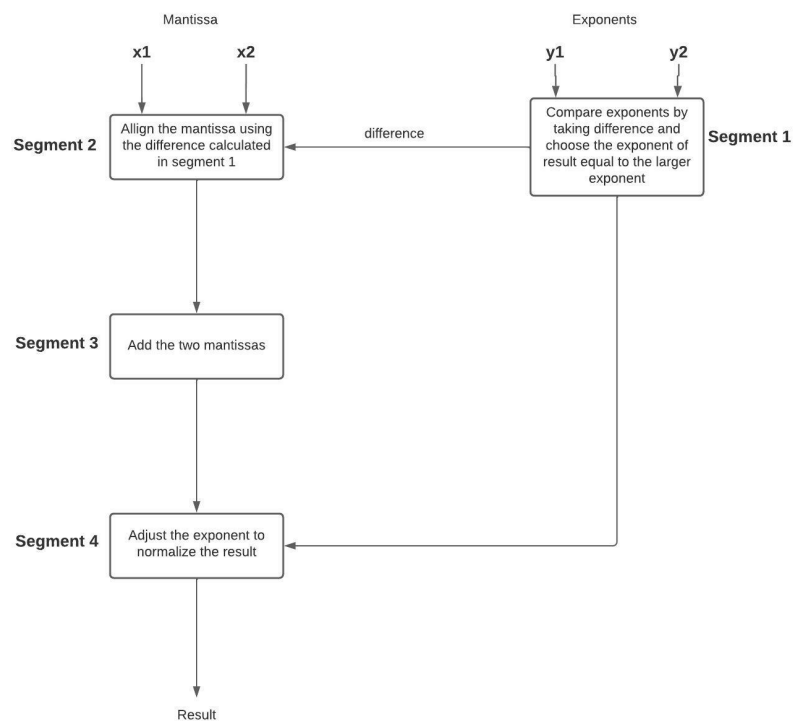 Mantissa
Exponents
x1
x2
y1
y2
Segment 2
Allign the mantissa using
the difference calculated
in segment 1
difference
Compare exponents by
taking difference and
choose the exponent of
result equal to the larger
exponent
Segment 1
Segment 3
Add the two mantissas
Segment 4
Adjust the exponent to
normalize the result
Result